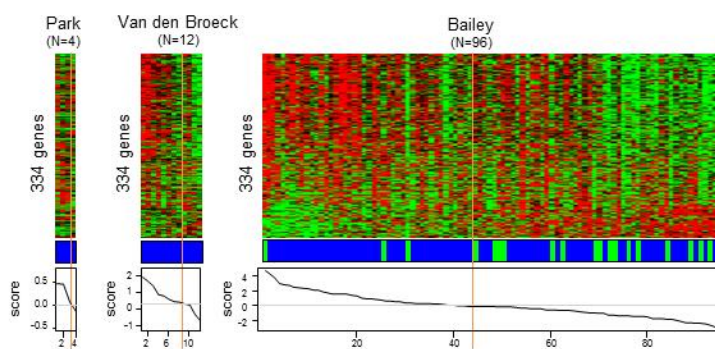 Park
(N=4)
Van den Broeck
(N=12)
Bailey
(N=96)
334 genes
334 genes
334 genes
score
0.5
0.0
-0.5
2 4
score
2
1
0
-1
2 6 10
score
4
2
0
-2
20 40 60 80